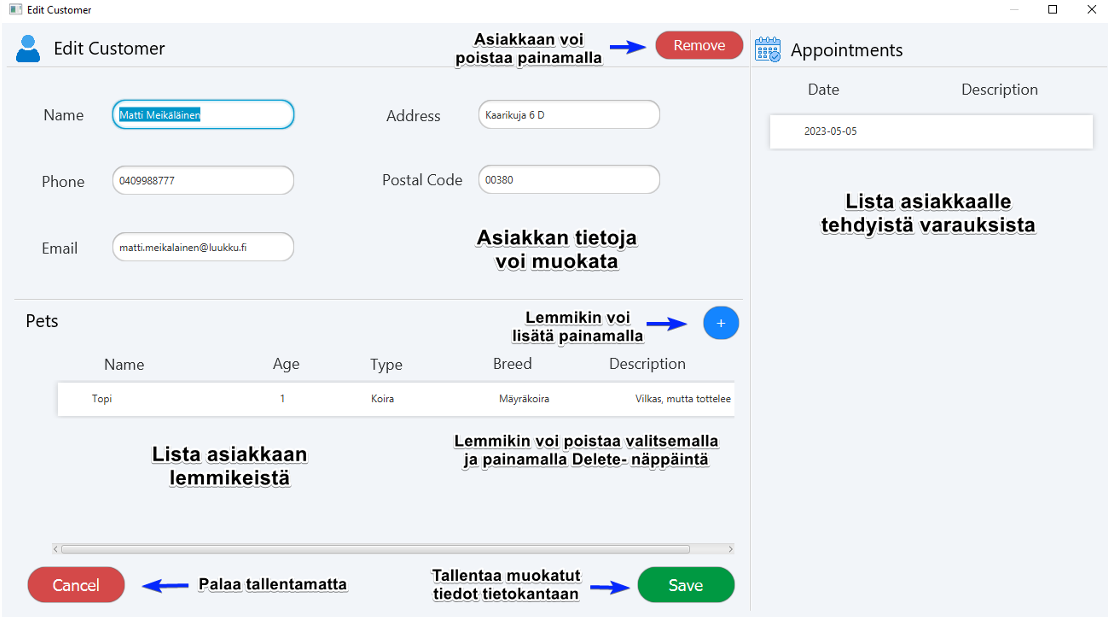 Edit Customer
Edit Customer
Asiakkaan voi
poistaa painamalla
Remove
Name
Matti Meikäläinen
Address
Kaarikuja 6 D
Phone
0409988777
Postal Code
00380
Email
matti.meikalainen@luukku.fi
Asiakkan tietoja
voi muokata
Pets
Lemmikin voi
lisätä painamalla
+
Name Age Type Breed Description
Topi 1 Koira Mäyräkoira Vilkas, mutta tottelee
Lista asiakkaan
lemmikeistä
Lemmikin voi poistaa valitsemalla
ja painamalla Delete- näppäintä
Cancel
Palaa tallentamatta
Tallentaa muokatut
tiedot tietokantaan
Save
Appointments
Date Description
2023-05-05
Lista asiakkaalle
tehdyistä varauksista